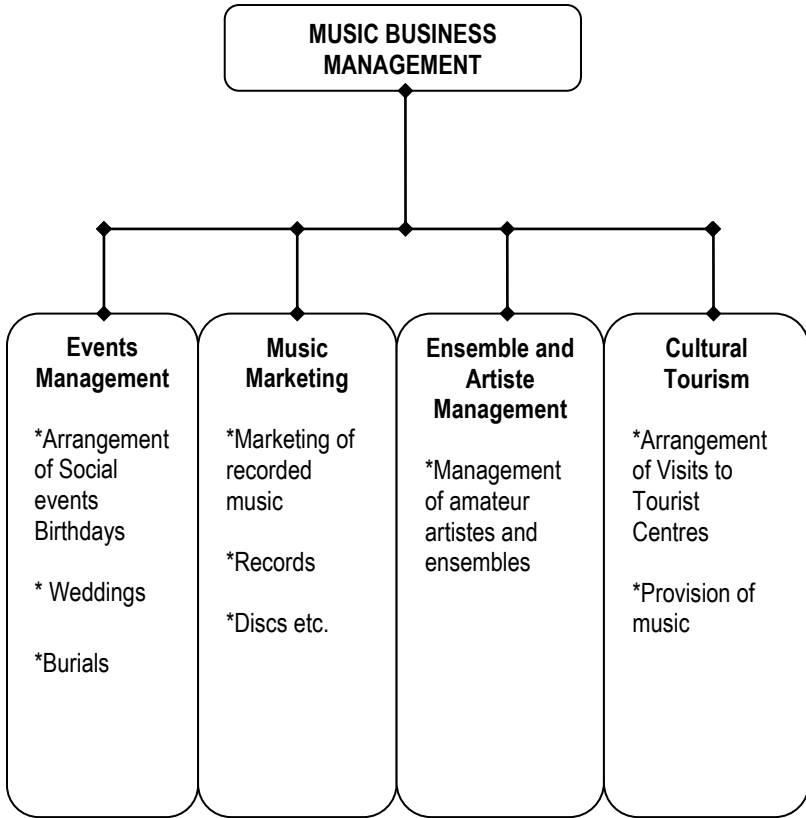 MUSIC BUSINESS
MANAGEMENT
Events
Management
*Arrangement
of Social
events
Birthdays
* Weddings
*Burials
Music
Marketing
*Marketing of
recorded
music
*Records
*Discs etc.
Ensemble and
Artiste
Management
*Management
of amateur
artistes and
ensembles
Cultural
Tourism
*Arrangement
of Visits to
Tourist
Centres
*Provision of
music